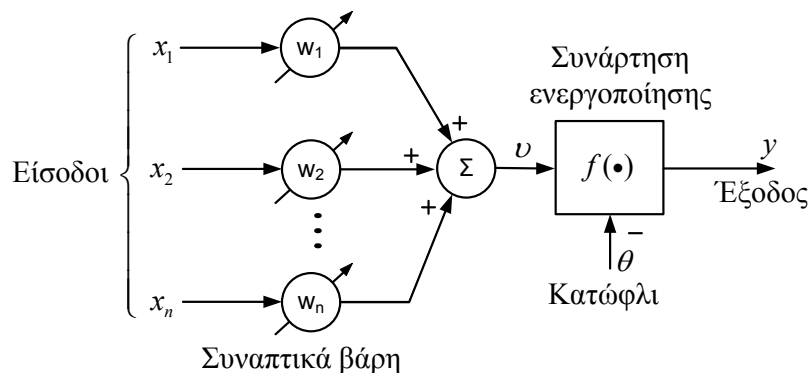 x1
w1
Συνάρτηση
ενεργοποίησης
+
Είσοδοι
x2
w2
+
Σ
υ
f(•)
y
Έξοδος
+
−
θ
Κατώφλι
xn
wn
Συναπτικά βάρη